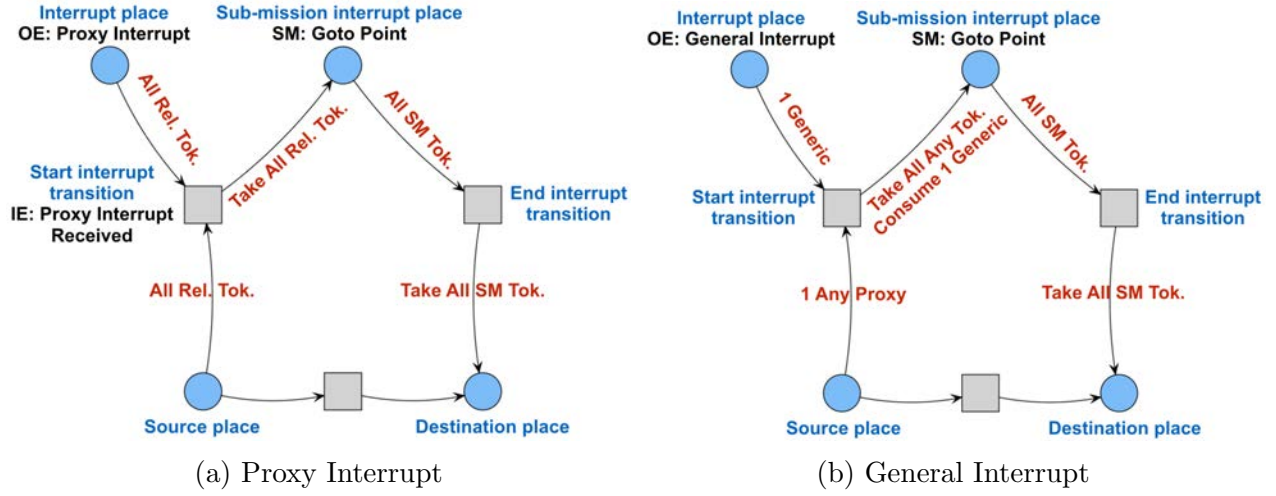 Interrupt place
OE: Proxy Interrupt
Sub-mission interrupt place
SM: Goto Point
All Rel. Tok.
Take All Rel. Tok.
All SM Tok.
Start interrupt
transition
IE: Proxy Interrupt
Received
End interrupt
transition
All Rel. Tok.
Take All SM Tok.
Source place
Destination place
(a) Proxy Interrupt
Interrupt place
OE: General Interrupt
Sub-mission interrupt place
SM: Goto Point
1 Generic
Take All Any Tok.
Consume 1 Generic
All SM Tok.
Start interrupt
transition
End interrupt
transition
1 Any Proxy
Take All SM Tok.
Source place
Destination place
(b) General Interrupt